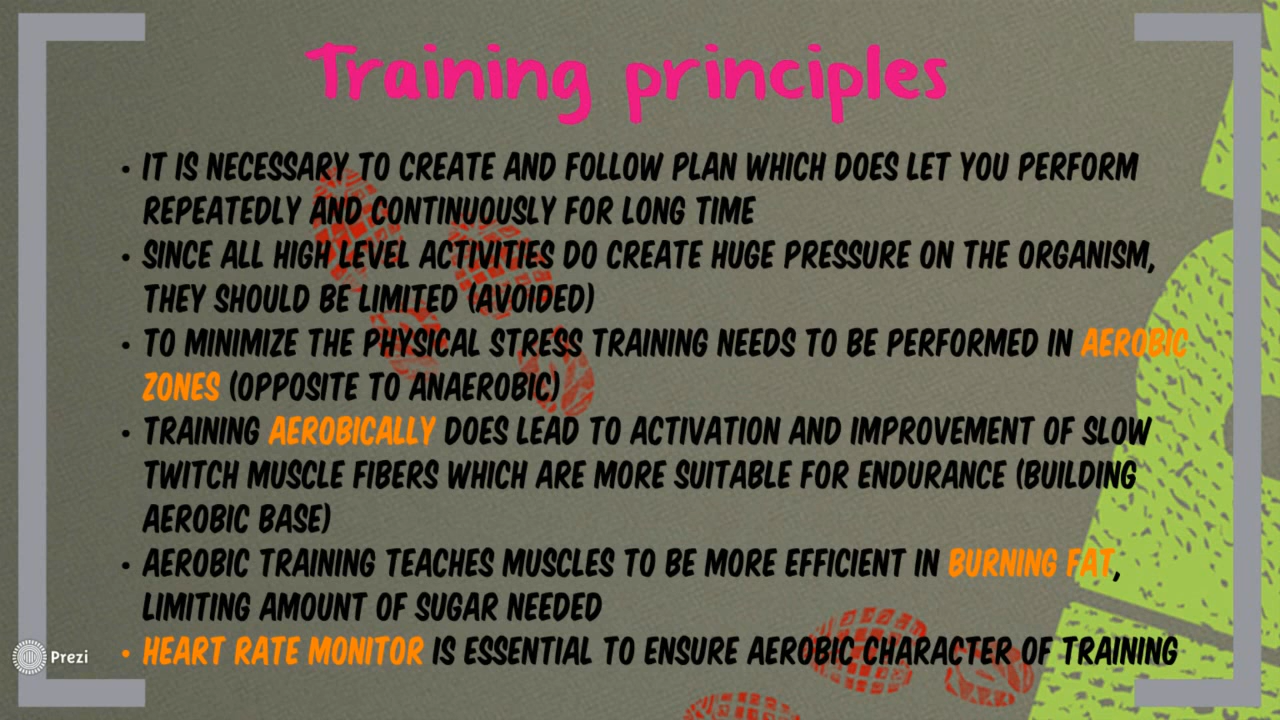 Training principles
• IT IS NECESSARY TO CREATE AND FOLLOW PLAN WHICH DOES LET YOU PERFORM
REPEATEDLY AND CONTINUOUSLY FOR LONG TIME
• SINCE ALL HIGH LEVEL ACTIVITIES DO CREATE HUGE PRESSURE ON THE ORGANISM,
THEY SHOULD BE LIMITED (AVOIDED)
• TO MINIMIZE THE PHYSICAL STRESS TRAINING NEEDS TO BE PERFORMED IN AEROBIC
ZONES (OPPOSITE TO ANAEROBIC)
• TRAINING AEROBICALLY DOES LEAD TO ACTIVATION AND IMPROVEMENT OF SLOW
TWITCH MUSCLE FIBERS WHICH ARE MORE SUITABLE FOR ENDURANCE (BUILDING
AEROBIC BASE)
• AEROBIC TRAINING TEACHES MUSCLES TO BE MORE EFFICIENT IN BURNING FAT,
LIMITING AMOUNT OF SUGAR NEEDED
• HEART RATE MONITOR IS ESSENTIAL TO ENSURE AEROBIC CHARACTER OF TRAINING
Prezi